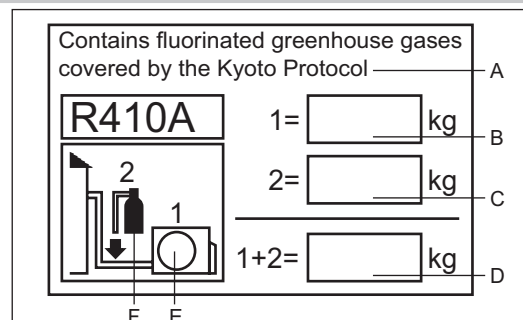 Contains fluorinated greenhouse gases
covered by the Kyoto Protocol
A
R410A
1= kg
B
2
2= kg
C
1
1+2= kg
D
F E